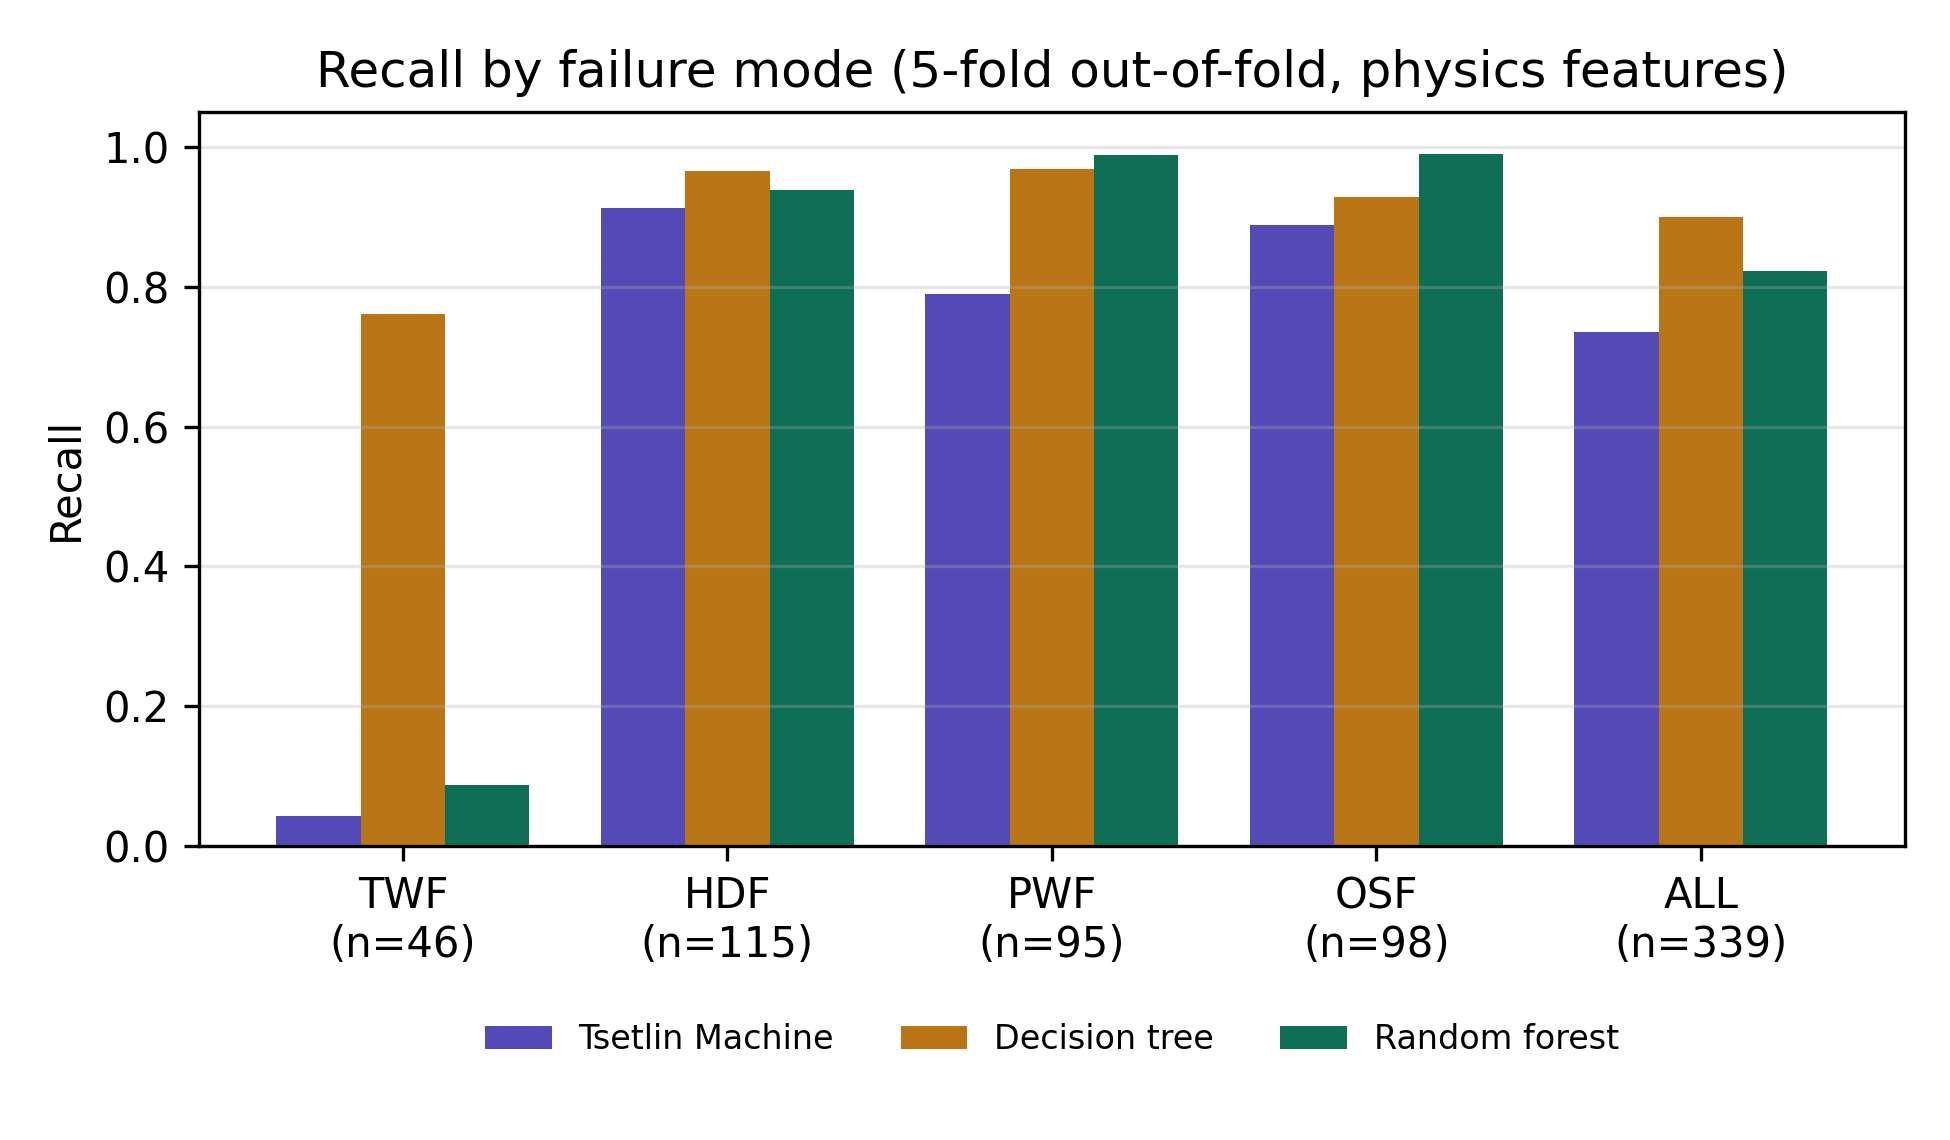 Recall by failure mode (5-fold out-of-fold, physics features)
Recall
1.0
0.8
0.6
0.4
0.2
0.0
TWF
(n=46)
HDF
(n=115)
PWF
(n=95)
OSF
(n=98)
ALL
(n=339)
Tsetlin Machine
Decision tree
Random forest